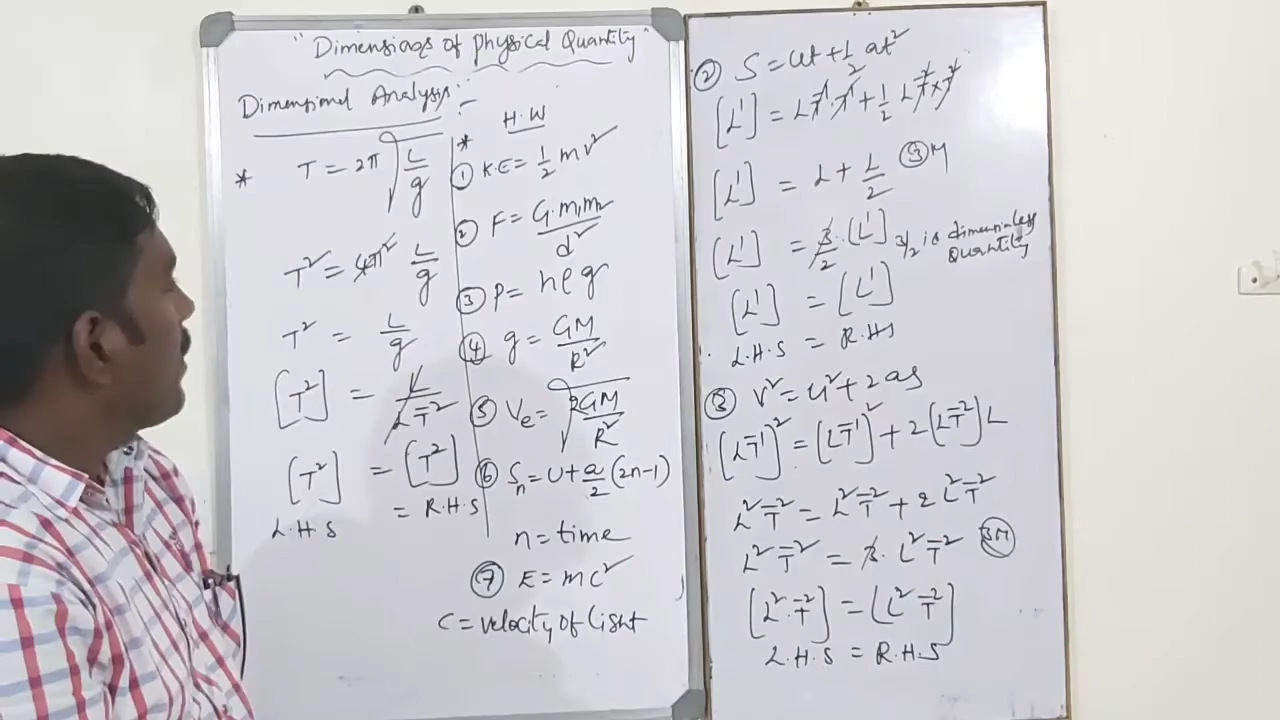 "Dimensions of Physical Quantity"
Dimensional Analysis:-
* T = 2π √(L/g)
T² = 4π² L/g
T² = L/g
[T²] = L/LT⁻²
[T²] = [T²]
L.H.S = R.H.S
H.W
*
① K.E = 1/2 mv²
② F = G.m₁m₂/d²
③ P = hρg
④ g = GM/R²
⑤ Ve = √(2GM/R²)
⑥ Sn = U + a/2 (2n-1)
n = time
⑦ E = mc²
C = velocity of light
② S = ut + 1/2 at²
[L¹] = LT⁻¹.T¹ + 1/2 LT⁻²×T²
[L¹] = L + L/2 ③M
[L¹] = 3/2 .[L¹] 3/2 is dimensionless
Quantity
[L¹] = [L¹]
L.H.S = R.H.S
③ V² = u² + 2as
[LT⁻¹]² = [LT⁻¹]² + 2[LT⁻²]L
L²T⁻² = L²T⁻² + 2 L²T⁻²
L²T⁻² = 3. L²T⁻² 3M
[L².T⁻²] = [L²T⁻²]
L.H.S = R.H.S